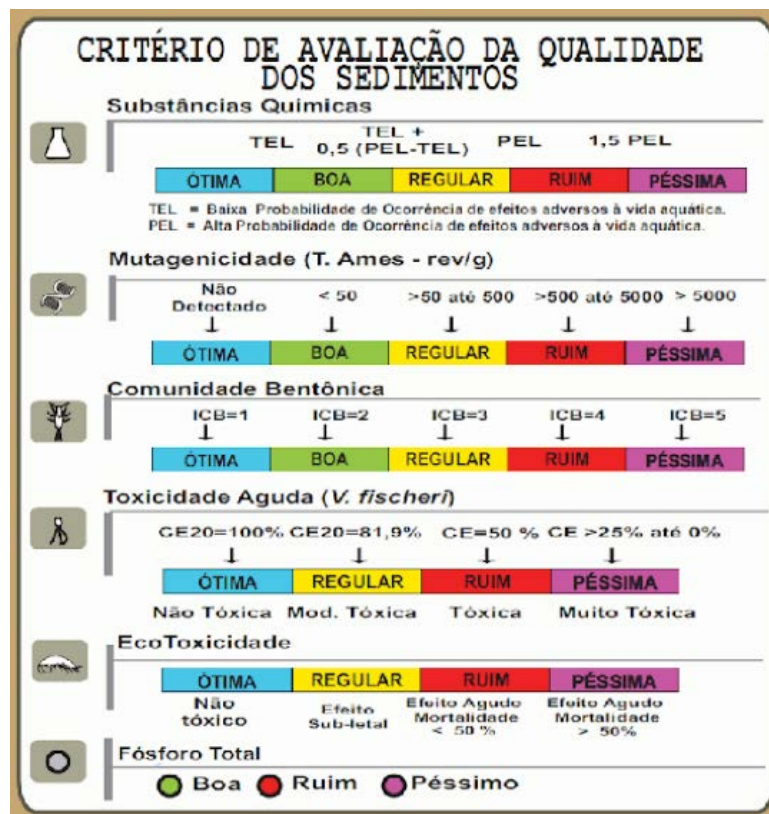 CRITÉRIO DE AVALIAÇÃO DA QUALIDADE
DOS SEDIMENTOS
Substâncias Quimicas
TEL TEL + 0,5 (PEL-TEL) PEL 1,5 PEL
ÓTIMA BOA REGULAR RUIM PÉSSIMA
TEL = Baixa Probabilidade de Ocorrência de efeitos adversos à vida aquática.
PEL = Alta Probabilidade de Ocorrência de efeitos adversos à vida aquática.
Mutagenicidade (T. Ames - rev/g)
Não Detectado < 50 >50 até 500 >500 até 5000 > 5000
ÓTIMA BOA REGULAR RUIM PÉSSIMA
Comunidade Bentônica
ICB=1 ICB=2 ICB=3 ICB=4 ICB=5
ÓTIMA BOA REGULAR RUIM PÉSSIMA
Toxicidade Aguda (V. fischeri)
CE20=100% CE20=81,9% CE=50 % CE >25% até 0%
ÓTIMA REGULAR RUIM PÉSSIMA
Não Tóxica Mod. Tóxica Tóxica Muito Tóxica
EcoToxicidade
ÓTIMA REGULAR RUIM PÉSSIMA
Não tóxico Efeito Sub-letal Efeito Agudo Mortalidade < 50 % Efeito Agudo Mortalidade > 50%
Fósforo Total
Boa Ruim Péssimo